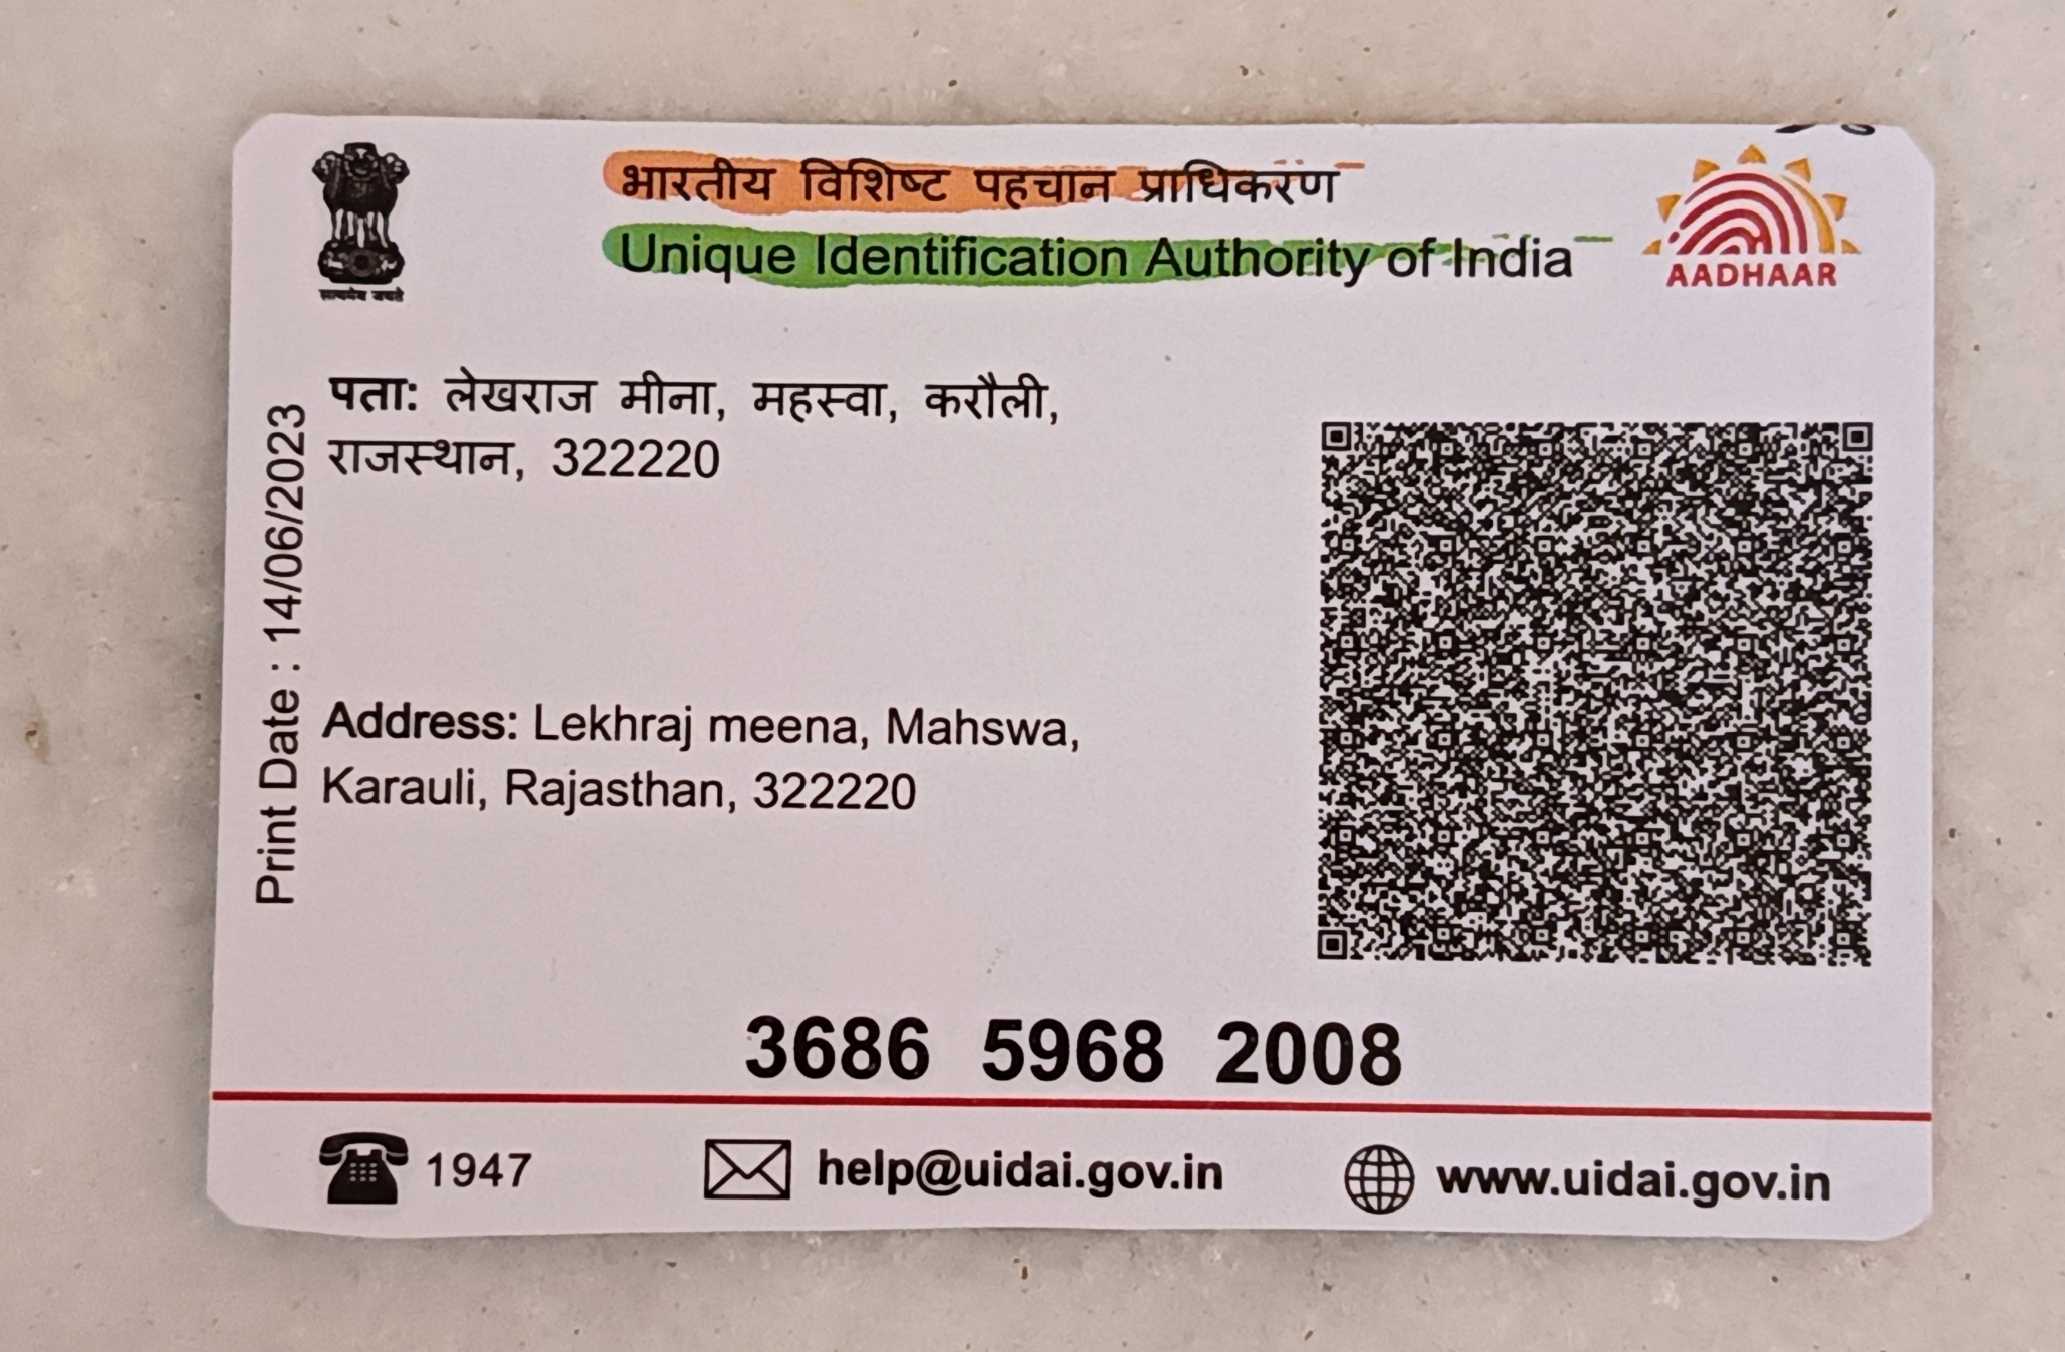 भारतीय विशिष्ट पहचान प्राधिकरण
Unique Identification Authority of India
AADHAAR
सत्यमेव जयते
पता: लेखराज मीना, महस्वा, करौली,
राजस्थान, 322220
Print Date : 14/06/2023
Address: Lekhraj meena, Mahswa,
Karauli, Rajasthan, 322220
3686 5968 2008
1947
help@uidai.gov.in
www.uidai.gov.in